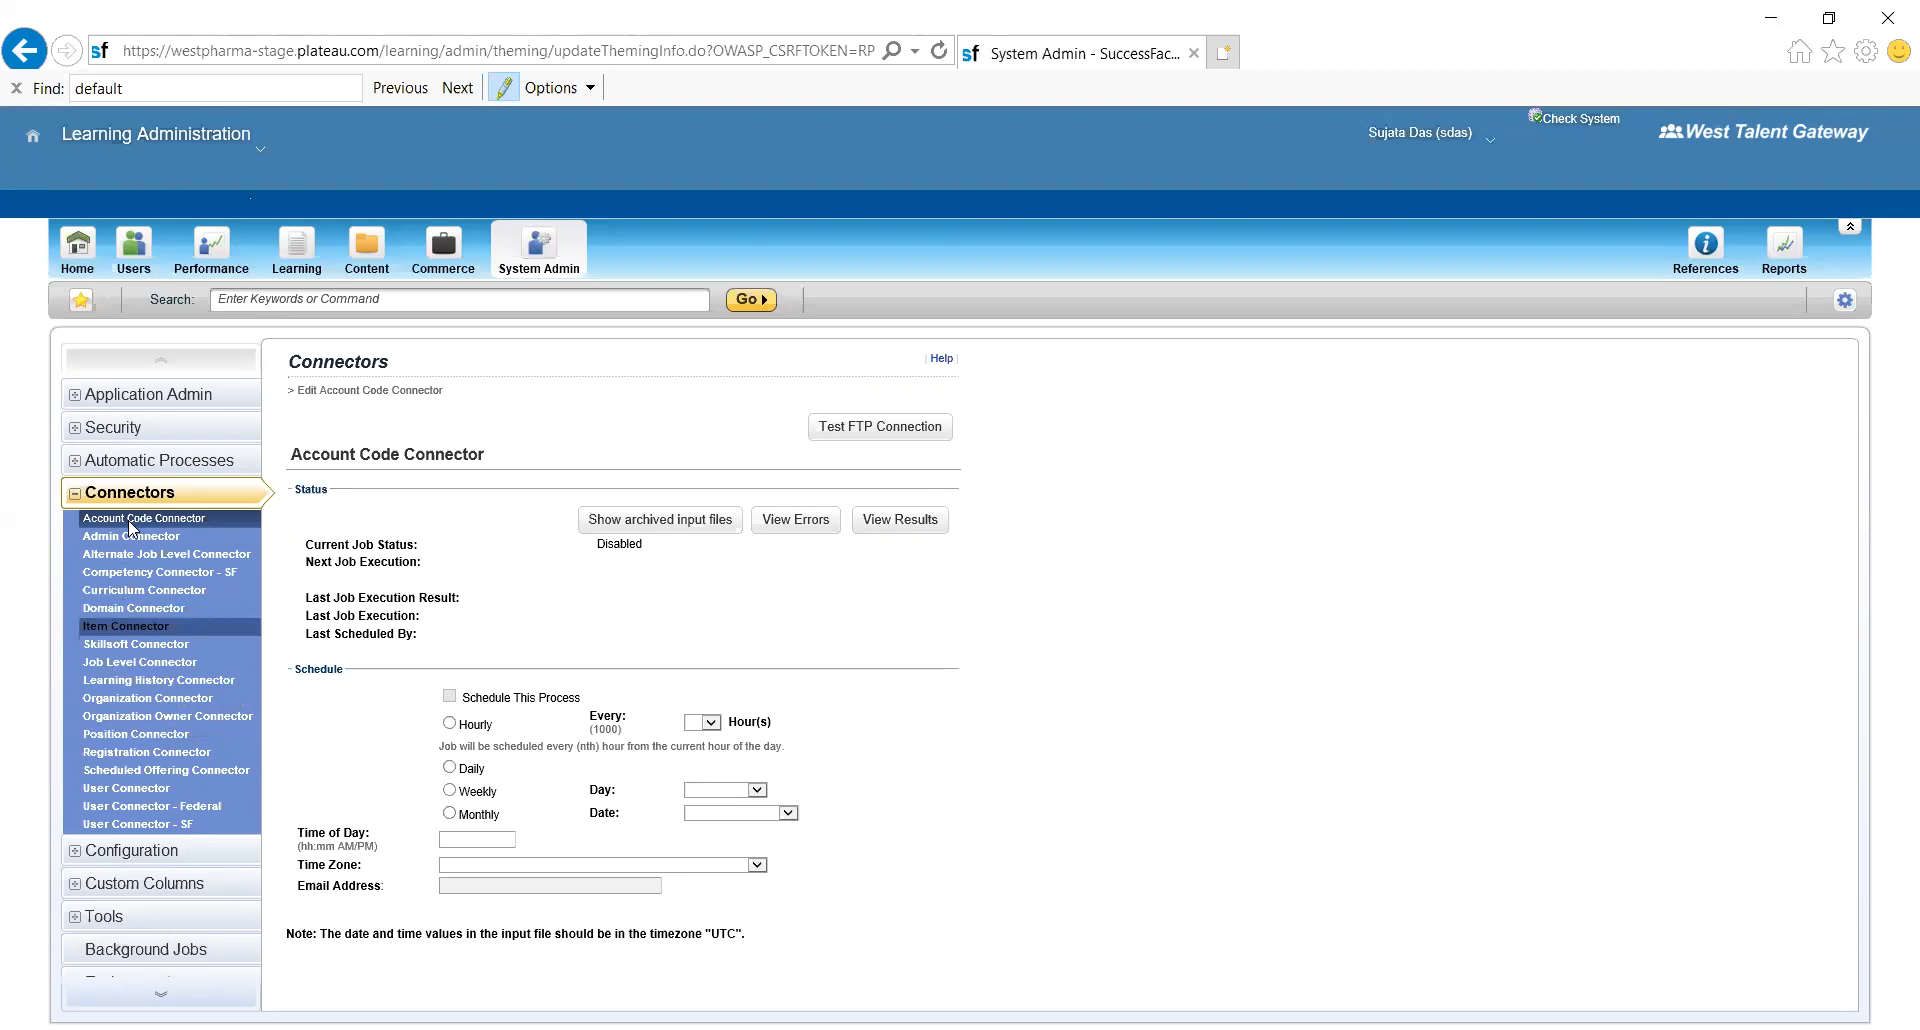 sf https://westpharma-stage.plateau.com/learning/admin/theming/updateThemingInfo.do?OWASP_CSRFTOKEN=RP
sf System Admin - SuccessFac...
x Find: default Previous Next Options
Learning Administration
Sujata Das (sdas)
Check System
West Talent Gateway
Home Users Performance Learning Content Commerce System Admin References Reports
Search: Enter Keywords or Command Go
Application Admin
Security
Automatic Processes
Connectors
Account Code Connector
Admin Connector
Alternate Job Level Connector
Competency Connector - SF
Curriculum Connector
Domain Connector
Item Connector
Skillsoft Connector
Job Level Connector
Learning History Connector
Organization Connector
Organization Owner Connector
Position Connector
Registration Connector
Scheduled Offering Connector
User Connector
User Connector - Federal
User Connector - SF
Configuration
Custom Columns
Tools
Background Jobs
Connectors
Help
> Edit Account Code Connector
Test FTP Connection
Account Code Connector
Status
Show archived input files View Errors View Results
Current Job Status: Disabled
Next Job Execution:
Last Job Execution Result:
Last Job Execution:
Last Scheduled By:
Schedule
Schedule This Process
Hourly Every: Hour(s)
(1000)
Job will be scheduled every (nth) hour from the current hour of the day.
Daily
Weekly Day:
Monthly Date:
Time of Day:
(hh:mm AM/PM)
Time Zone:
Email Address:
Note: The date and time values in the input file should be in the timezone "UTC".